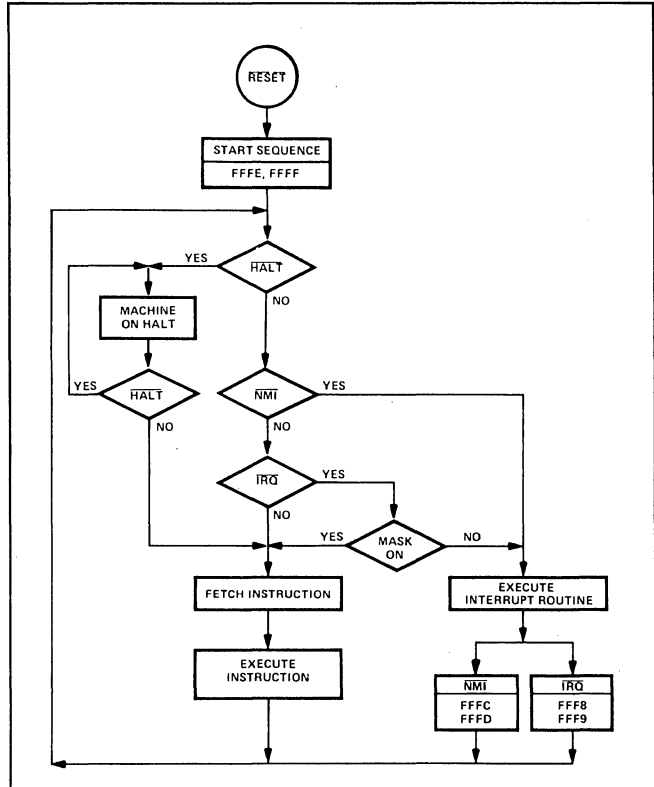 RESET
START SEQUENCE
FFFE, FFFF
YES
HALT
NO
MACHINE
ON HALT
YES
HALT
NO
NMI
YES
NO
IRQ
YES
NO
YES
MASK
ON
NO
FETCH INSTRUCTION
EXECUTE
INTERRUPT ROUTINE
EXECUTE
INSTRUCTION
NMI
FFFC
FFFD
IRQ
FFF8
FFF9